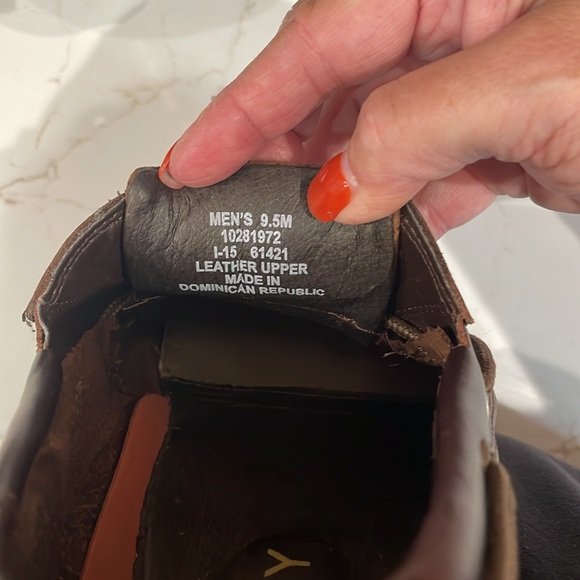 MEN'S 9.5M
10281972
I-15 61421
LEATHER UPPER
MADE IN
DOMINICAN REPUBLIC
Y